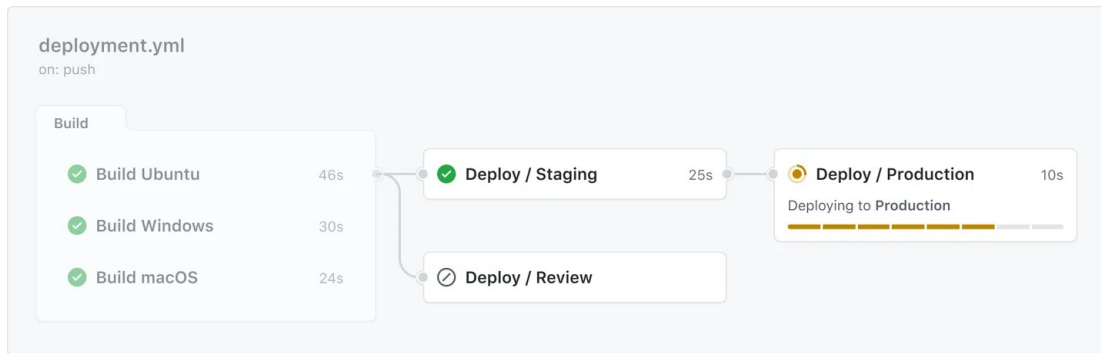 deployment.yml
on: push
Build
Build Ubuntu 46s
Build Windows 30s
Build macOS 24s
Deploy / Staging 25s
Deploy / Review
Deploy / Production 10s
Deploying to Production